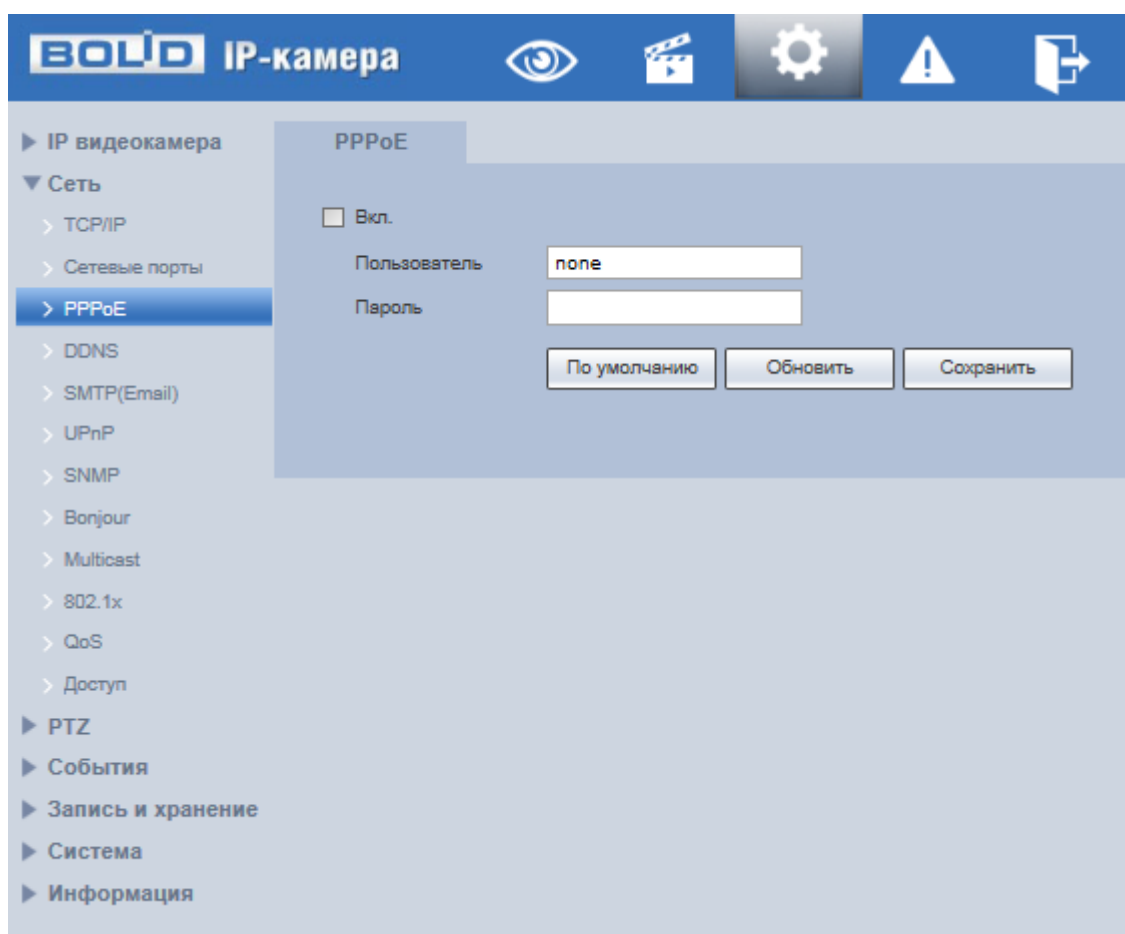 BOLID IP-камера
IP видеокамера
Сеть
TCP/IP
Сетевые порты
PPPoE
DDNS
SMTP(Email)
UPnP
SNMP
Bonjour
Multicast
802.1x
QoS
Доступ
PTZ
События
Запись и хранение
Система
Информация
PPPoE
Вкл.
Пользователь none
Пароль
По умолчанию Обновить Сохранить